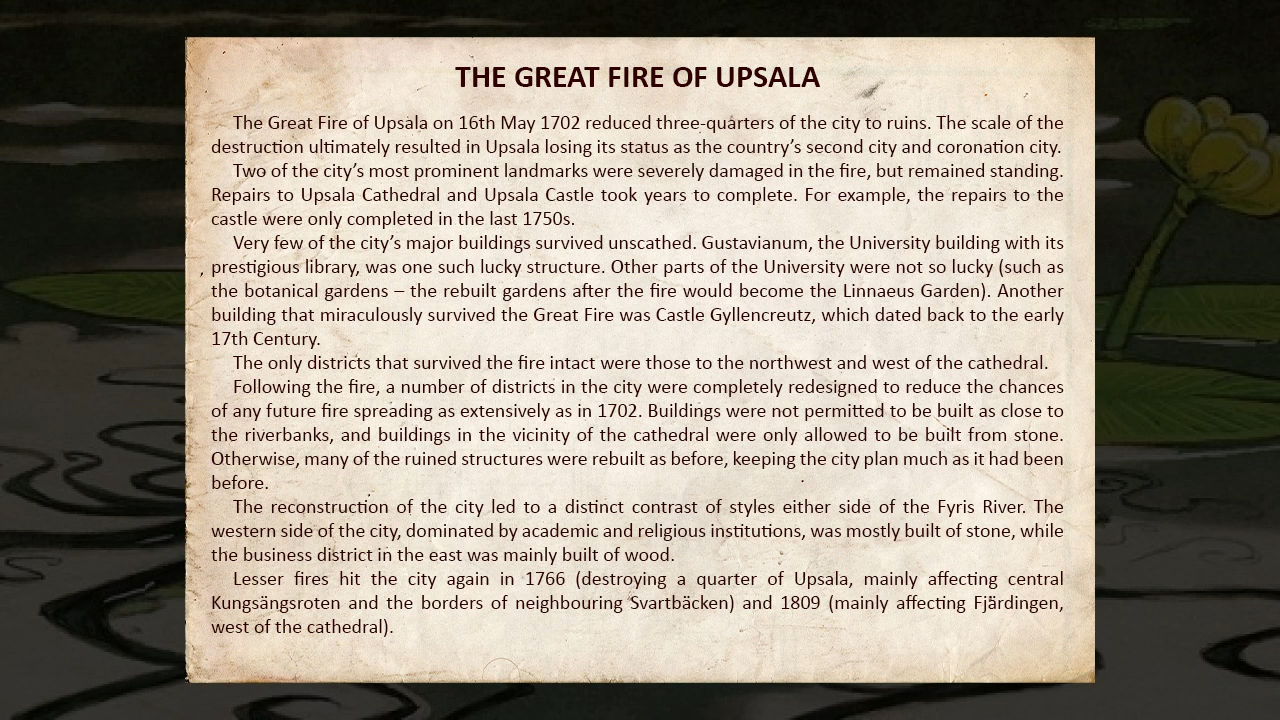 THE GREAT FIRE OF UPSALA
The Great Fire of Upsala on 16th May 1702 reduced three-quarters of the city to ruins. The scale of the
destruction ultimately resulted in Upsala losing its status as the country’s second city and coronation city.
Two of the city’s most prominent landmarks were severely damaged in the fire, but remained standing.
Repairs to Upsala Cathedral and Upsala Castle took years to complete. For example, the repairs to the
castle were only completed in the last 1750s.
Very few of the city’s major buildings survived unscathed. Gustavianum, the University building with its
prestigious library, was one such lucky structure. Other parts of the University were not so lucky (such as
the botanical gardens – the rebuilt gardens after the fire would become the Linnaeus Garden). Another
building that miraculously survived the Great Fire was Castle Gyllencreutz, which dated back to the early
17th Century.
The only districts that survived the fire intact were those to the northwest and west of the cathedral.
Following the fire, a number of districts in the city were completely redesigned to reduce the chances
of any future fire spreading as extensively as in 1702. Buildings were not permitted to be built as close to
the riverbanks, and buildings in the vicinity of the cathedral were only allowed to be built from stone.
Otherwise, many of the ruined structures were rebuilt as before, keeping the city plan much as it had been
before.
The reconstruction of the city led to a distinct contrast of styles either side of the Fyris River. The
western side of the city, dominated by academic and religious institutions, was mostly built of stone, while
the business district in the east was mainly built of wood.
Lesser fires hit the city again in 1766 (destroying a quarter of Upsala, mainly affecting central
Kungsängsroten and the borders of neighbouring Svartbäcken) and 1809 (mainly affecting Fjärdingen,
west of the cathedral).